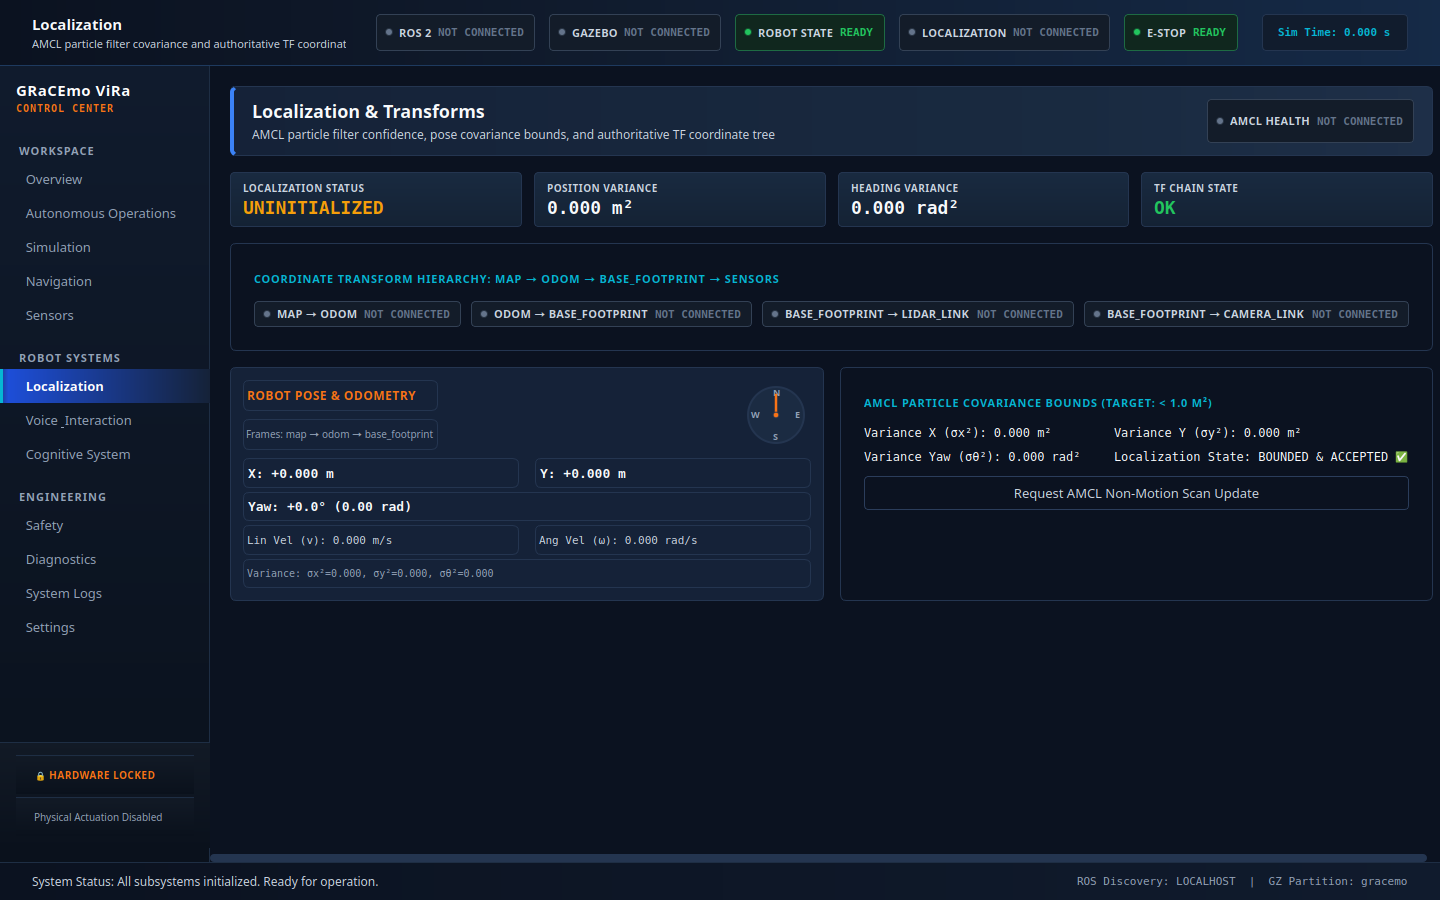 Localization
AMCL particle filter covariance and authoritative TF coordinat
ROS 2 NOT CONNECTED
GAZEBO NOT CONNECTED
ROBOT STATE READY
LOCALIZATION NOT CONNECTED
E-STOP READY
Sim Time: 0.000 s
GRaCEmo ViRa
CONTROL CENTER
WORKSPACE
Overview
Autonomous Operations
Simulation
Navigation
Sensors
ROBOT SYSTEMS
Localization
Voice_Interaction
Cognitive System
ENGINEERING
Safety
Diagnostics
System Logs
Settings
🔒 HARDWARE LOCKED
Physical Actuation Disabled
Localization & Transforms
AMCL particle filter confidence, pose covariance bounds, and authoritative TF coordinate tree
AMCL HEALTH NOT CONNECTED
LOCALIZATION STATUS
UNINITIALIZED
POSITION VARIANCE
0.000 m²
HEADING VARIANCE
0.000 rad²
TF CHAIN STATE
OK
COORDINATE TRANSFORM HIERARCHY: MAP → ODOM → BASE_FOOTPRINT → SENSORS
MAP → ODOM NOT CONNECTED
ODOM → BASE_FOOTPRINT NOT CONNECTED
BASE_FOOTPRINT → LIDAR_LINK NOT CONNECTED
BASE_FOOTPRINT → CAMERA_LINK NOT CONNECTED
ROBOT POSE & ODOMETRY
Frames: map → odom → base_footprint
N
W E
S
X: +0.000 m
Y: +0.000 m
Yaw: +0.0° (0.00 rad)
Lin Vel (v): 0.000 m/s
Ang Vel (ω): 0.000 rad/s
Variance: σx²=0.000, σy²=0.000, σθ²=0.000
AMCL PARTICLE COVARIANCE BOUNDS (TARGET: < 1.0 M²)
Variance X (σx²): 0.000 m²
Variance Y (σy²): 0.000 m²
Variance Yaw (σθ²): 0.000 rad²
Localization State: BOUNDED & ACCEPTED ✅
Request AMCL Non-Motion Scan Update
System Status: All subsystems initialized. Ready for operation.
ROS Discovery: LOCALHOST | GZ Partition: gracemo